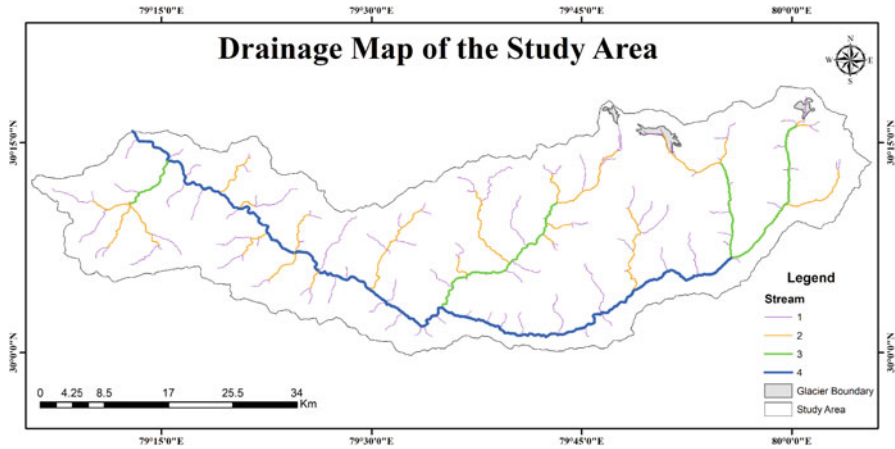 79°15'0"E 79°30'0"E 79°45'0"E 80°0'0"E
Drainage Map of the Study Area
N
W E
S
30°15'0"N 30°15'0"N
Legend
Stream
1
2
3
4
Glacier Boundary
Study Area
30°0'0"N 30°0'0"N
0 4.25 8.5 17 25.5 34
Km
79°15'0"E 79°30'0"E 79°45'0"E 80°0'0"E